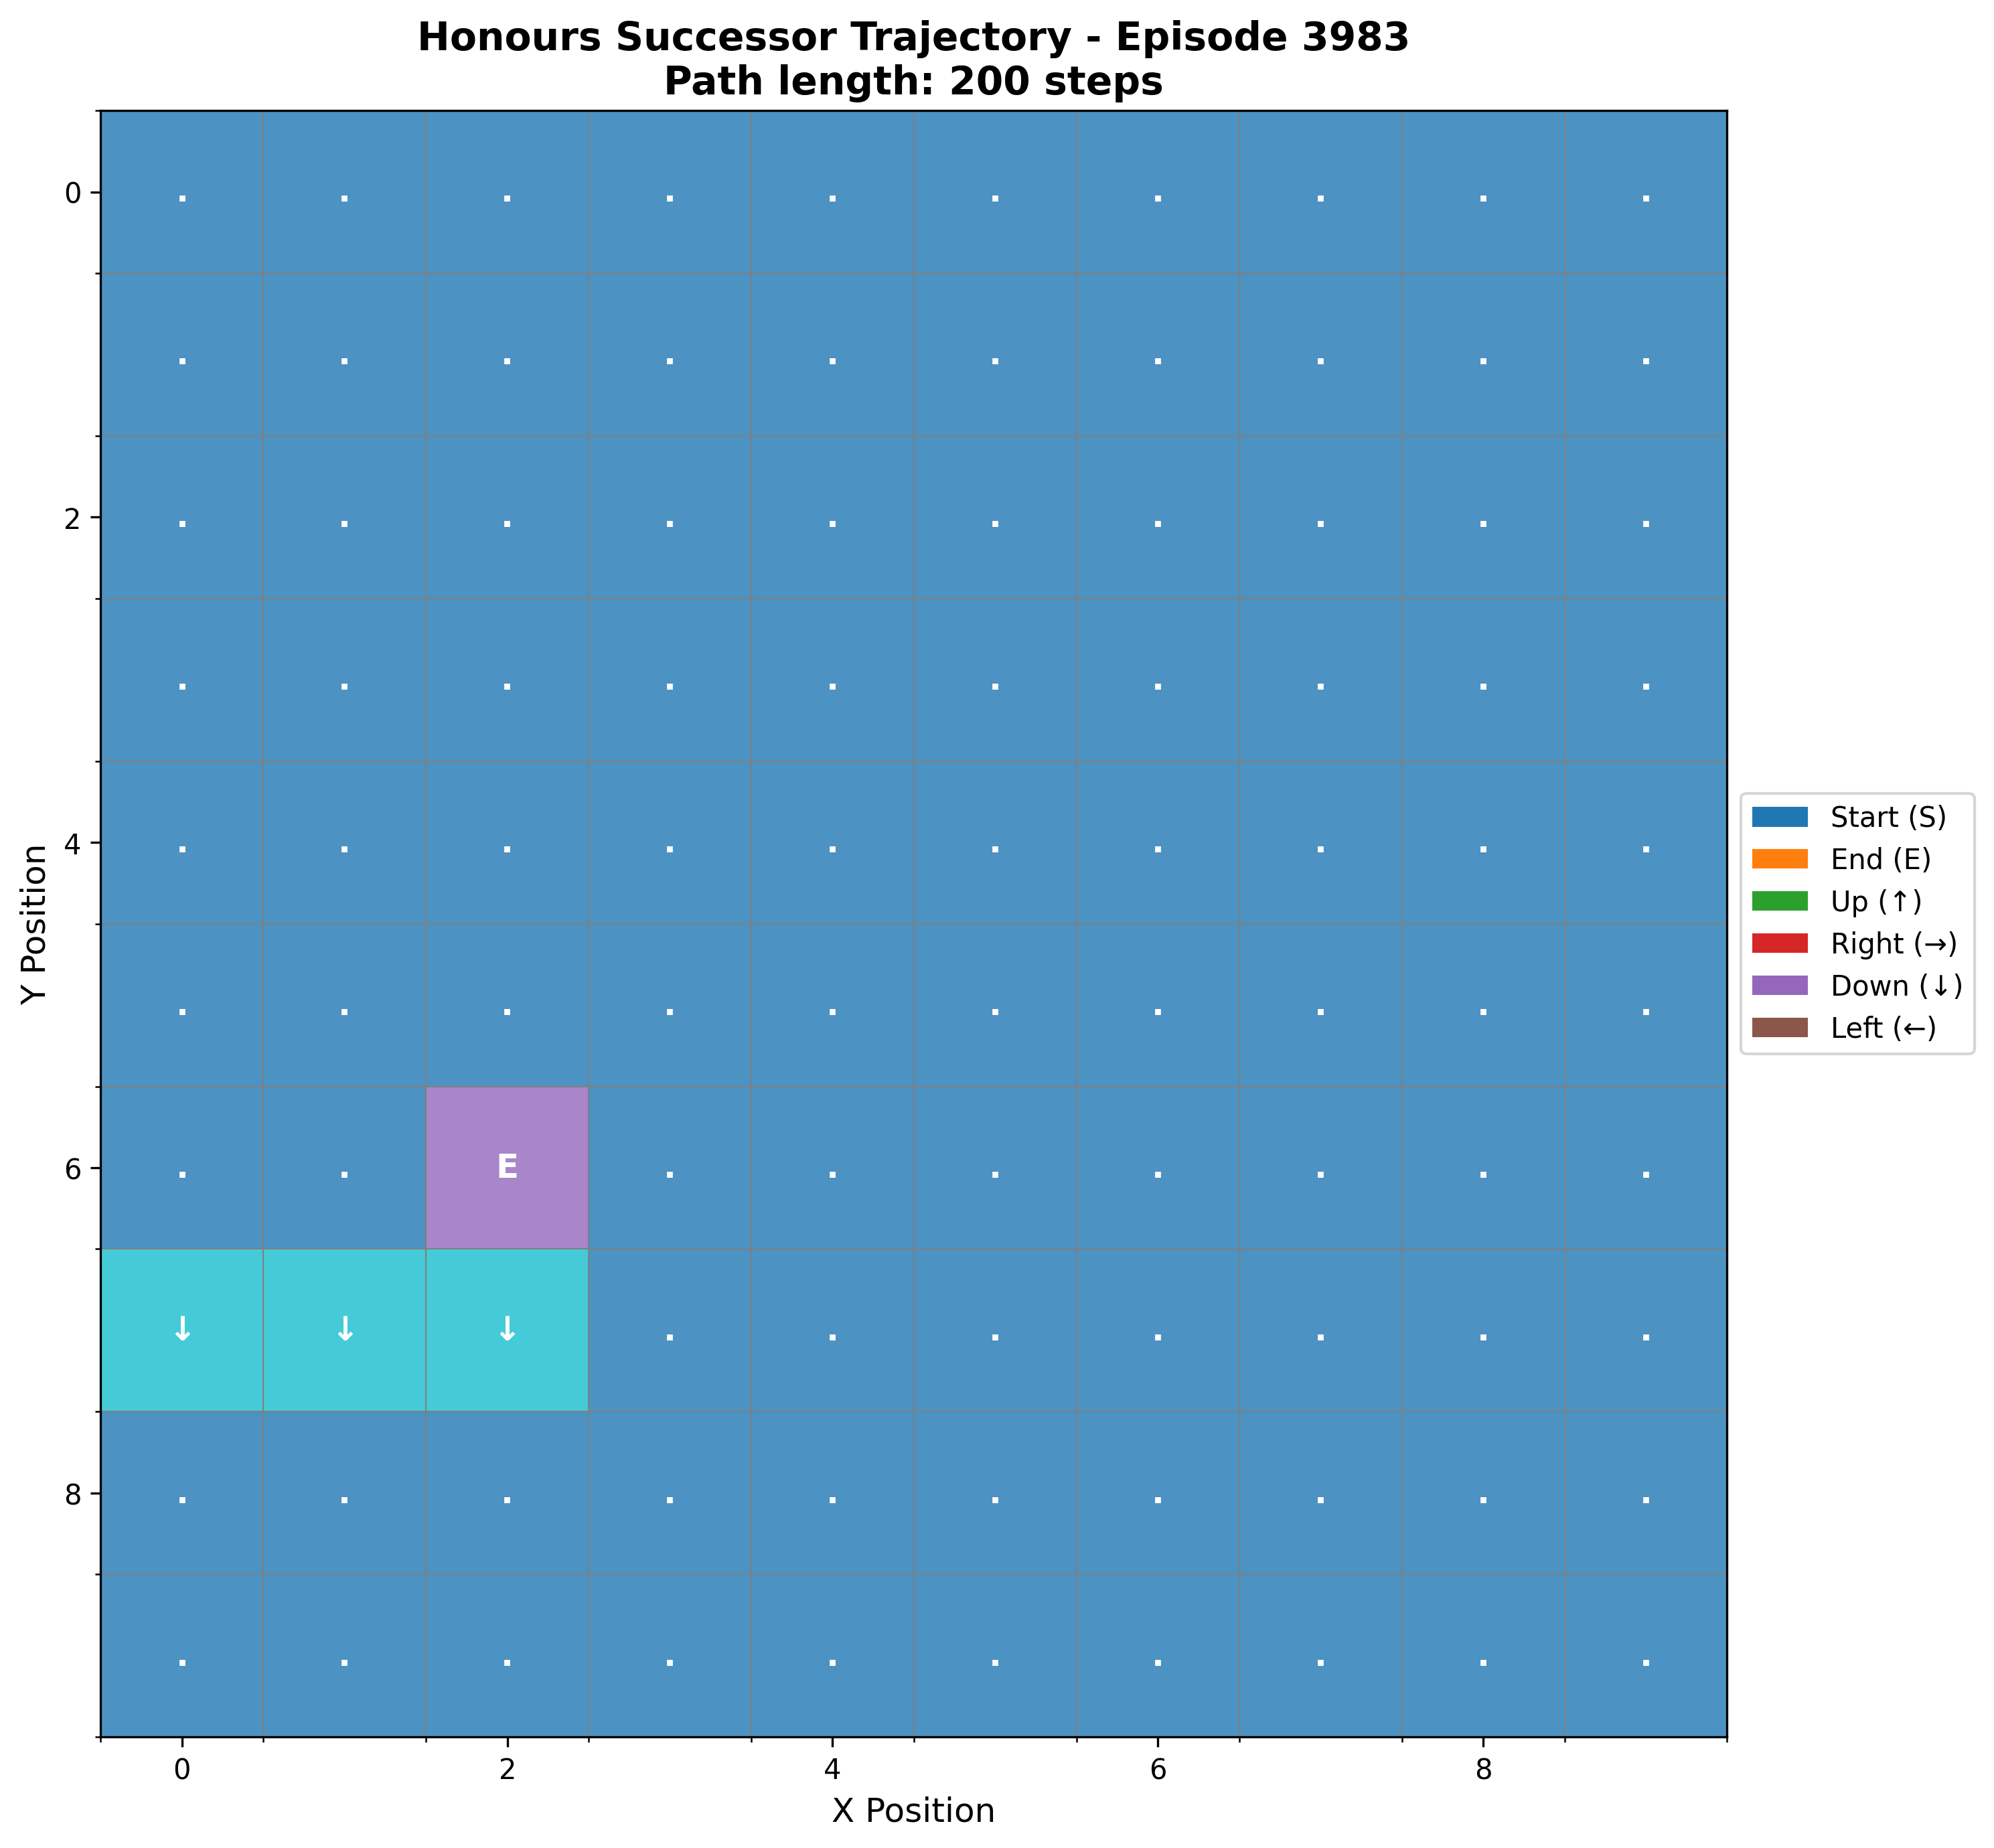 Honours Successor Trajectory - Episode 3983
Path length: 200 steps
0
2
4
6
8
Y Position
E
↓ ↓ ↓
0 2 4 6 8
X Position
Start (S)
End (E)
Up (↑)
Right (→)
Down (↓)
Left (←)